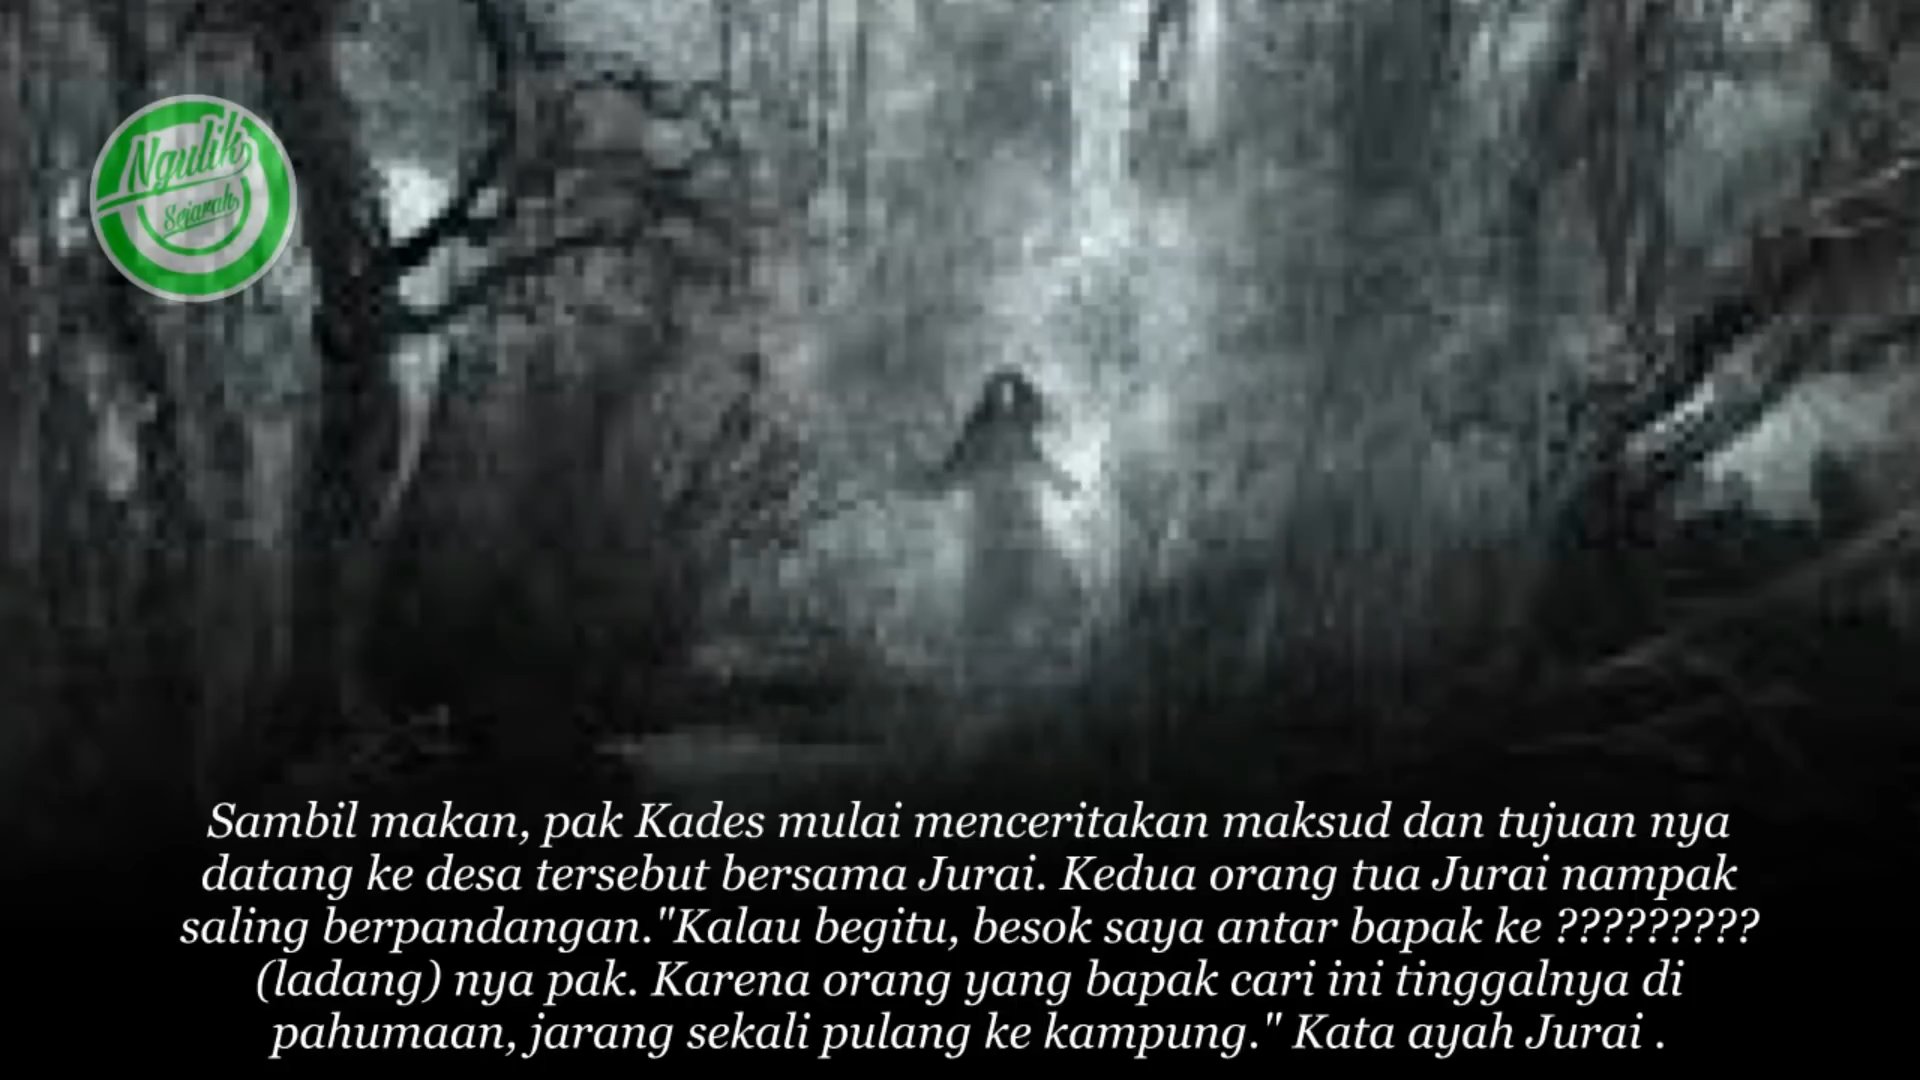 Ngulik
Sejarah
Sambil makan, pak Kades mulai menceritakan maksud dan tujuan nya
datang ke desa tersebut bersama Jurai. Kedua orang tua Jurai nampak
saling berpandangan."Kalau begitu, besok saya antar bapak ke ?????????
(ladang) nya pak. Karena orang yang bapak cari ini tinggalnya di
pahumaan, jarang sekali pulang ke kampung." Kata ayah Jurai .